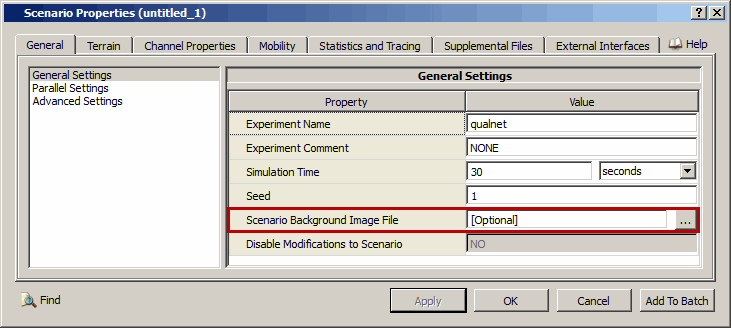 Scenario Properties (untitled_1)
General Terrain Channel Properties Mobility Statistics and Tracing Supplemental Files External Interfaces Help
General Settings
Parallel Settings
Advanced Settings
General Settings
Property Value
Experiment Name qualnet
Experiment Comment NONE
Simulation Time 30 seconds
Seed 1
Scenario Background Image File [Optional] ...
Disable Modifications to Scenario NO
Find Apply OK Cancel Add To Batch